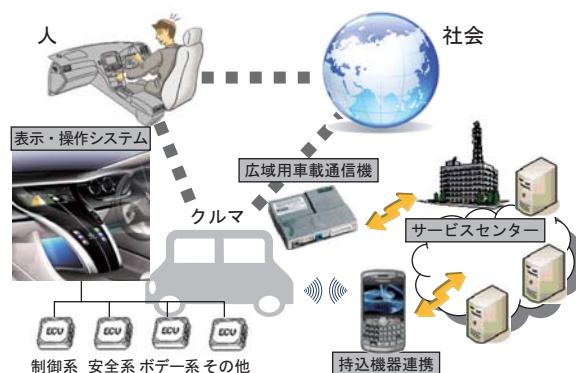 人
社会
表示・操作システム
広域用車載通信機
クルマ
サービスセンター
ECU ECU ECU ECU
制御系 安全系 ボデー系 その他
持込機器連携